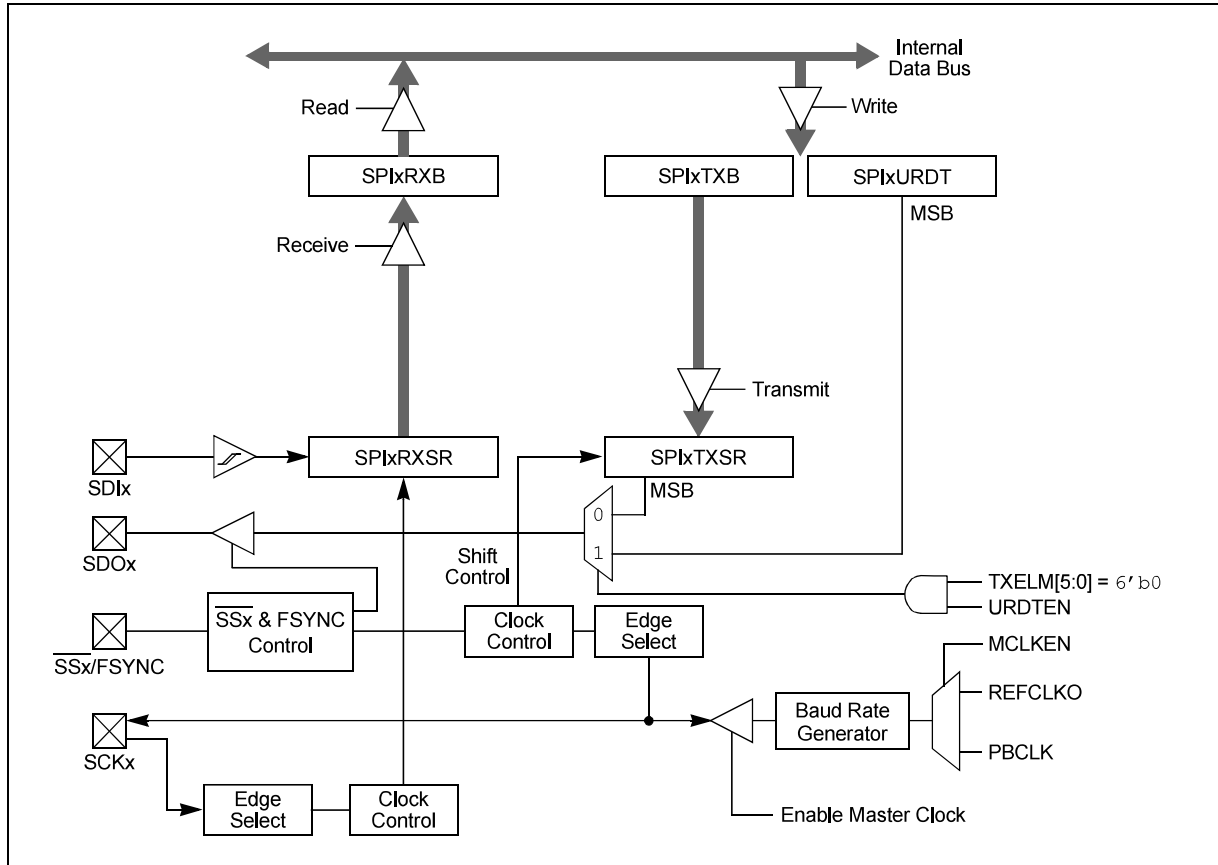 Internal
Data Bus
Read
Write
SPIxRXB
SPIxTXB
SPIxURDT
MSB
Receive
Transmit
SPIxRXSR
SPIxTXSR
MSB
SDIx
0
1
SDOx
Shift
Control
TXELM[5:0] = 6'b0
URDTEN
SSx & FSYNC
Control
Clock
Control
Edge
Select
SSx/FSYNC
MCLKEN
REFCLKO
Baud Rate
Generator
PBCLK
SCKx
Edge
Select
Clock
Control
Enable Master Clock